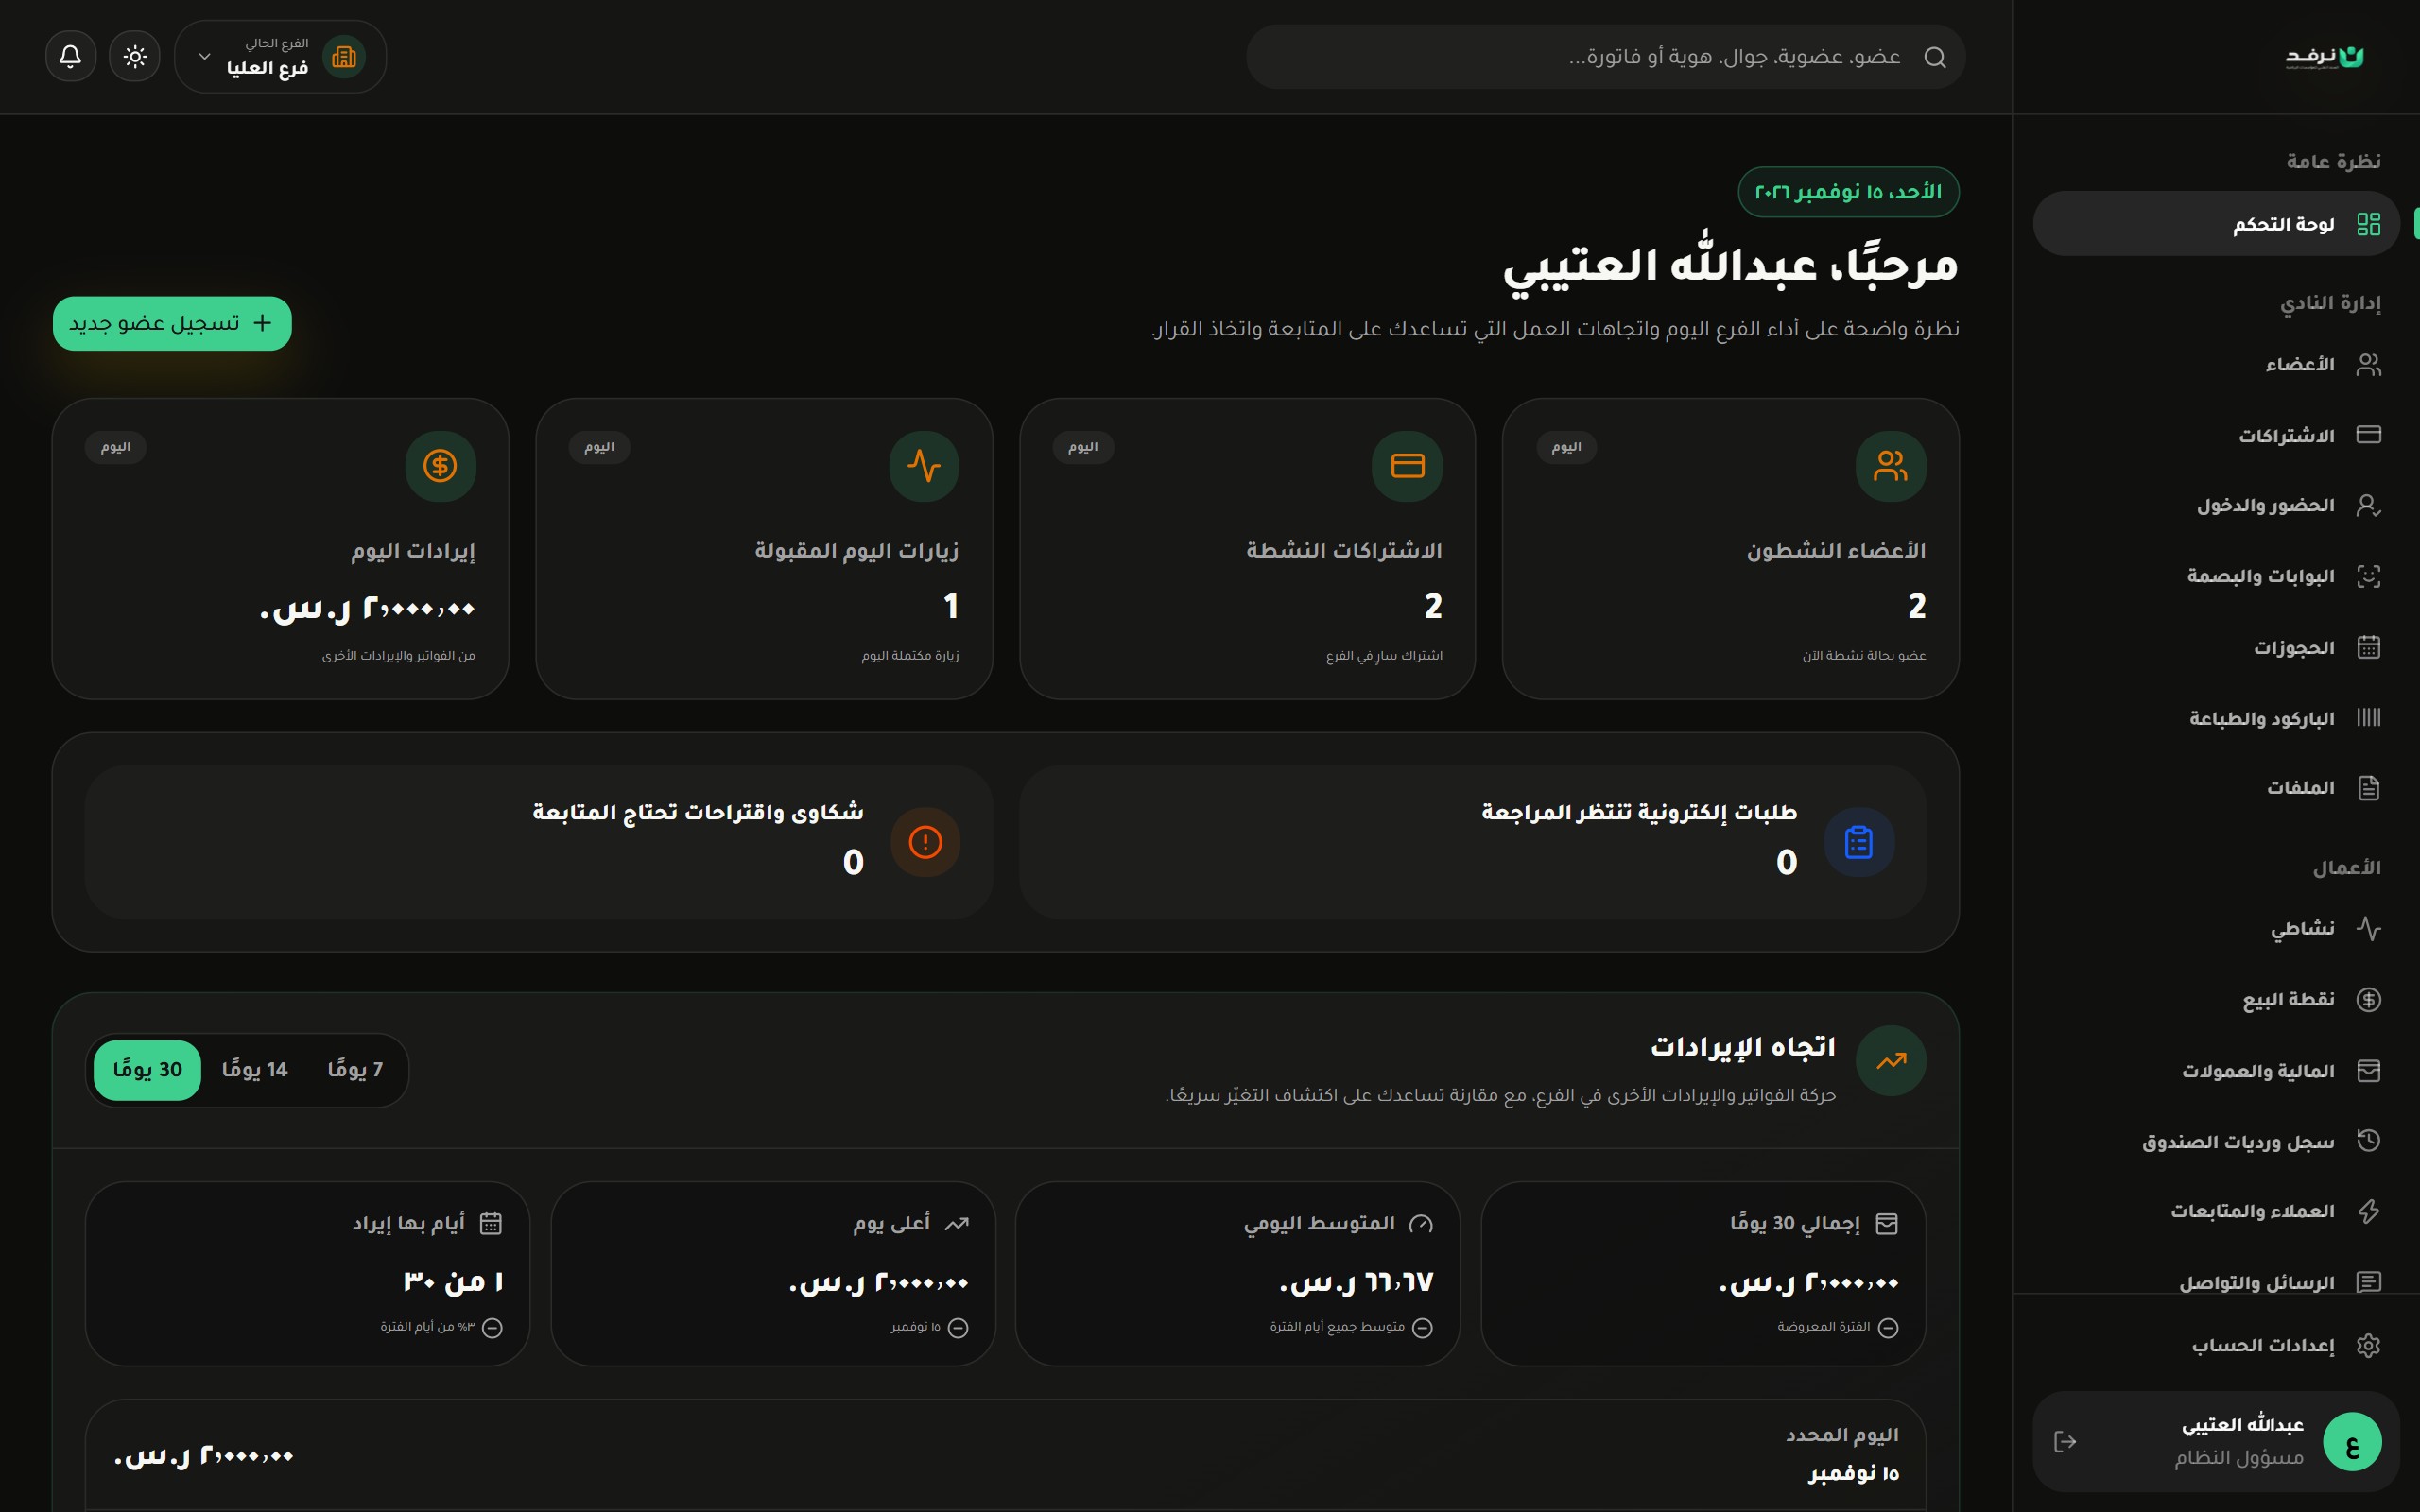 نرفد
نظرة عامة
لوحة التحكم
إدارة النادي
الأعضاء
الاشتراكات
الحضور والدخول
البوابات والبصمة
الحجوزات
الباركود والطباعة
الملفات
الأعمال
نشاطي
نقطة البيع
المالية والعمولات
سجل ورديات الصندوق
العملاء والمتابعات
الرسائل والتواصل
إعدادات الحساب
ع
عبدالله العتيبي
مسؤول النظام
عضو، عضوية، جوال، هوية أو فاتورة...
الفرع الحالي
فرع العليا
الأحد، ١٥ نوفمبر ٢٠٢٦
مرحبًا، عبدالله العتيبي
نظرة واضحة على أداء الفرع اليوم واتجاهات العمل التي تساعدك على المتابعة واتخاذ القرار.
تسجيل عضو جديد
اليوم
الأعضاء النشطون
2
عضو بحالة نشطة الآن
اليوم
الاشتراكات النشطة
2
اشتراك سارٍ في الفرع
اليوم
زيارات اليوم المقبولة
1
زيارة مكتملة اليوم
اليوم
إيرادات اليوم
٢٬٠٠٠٫٠٠ ر.س.
من الفواتير والإيرادات الأخرى
طلبات إلكترونية تنتظر المراجعة
0
شكاوى واقتراحات تحتاج المتابعة
0
اتجاه الإيرادات
حركة الفواتير والإيرادات الأخرى في الفرع، مع مقارنة تساعدك على اكتشاف التغيّر سريعًا.
7 يومًا
14 يومًا
30 يومًا
إجمالي 30 يومًا
٢٬٠٠٠٫٠٠ ر.س.
الفترة المعروضة
المتوسط اليومي
٦٦٫٦٧ ر.س.
متوسط جميع أيام الفترة
أعلى يوم
٢٬٠٠٠٫٠٠ ر.س.
١٥ نوفمبر
أيام بها إيراد
١ من ٣٠
٣% من أيام الفترة
اليوم المحدد
١٥ نوفمبر
٢٬٠٠٠٫٠٠ ر.س.